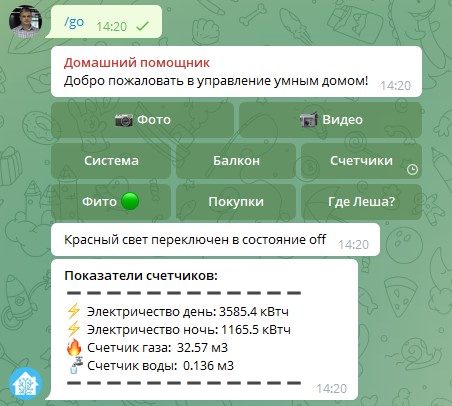 /go 14:20
Домашний помощник
Добро пожаловать в управление умным домом! 14:20
Фото Видео
Система Балкон Счетчики
Фито Покупки Где Леша?
Красный свет переключен в состояние off 14:20
Показатели счетчиков:
Электричество день: 3585.4 кВтч
Электричество ночь: 1165.5 кВтч
Счетчик газа: 32.57 м3
Счетчик воды: 0.136 м3
14:20